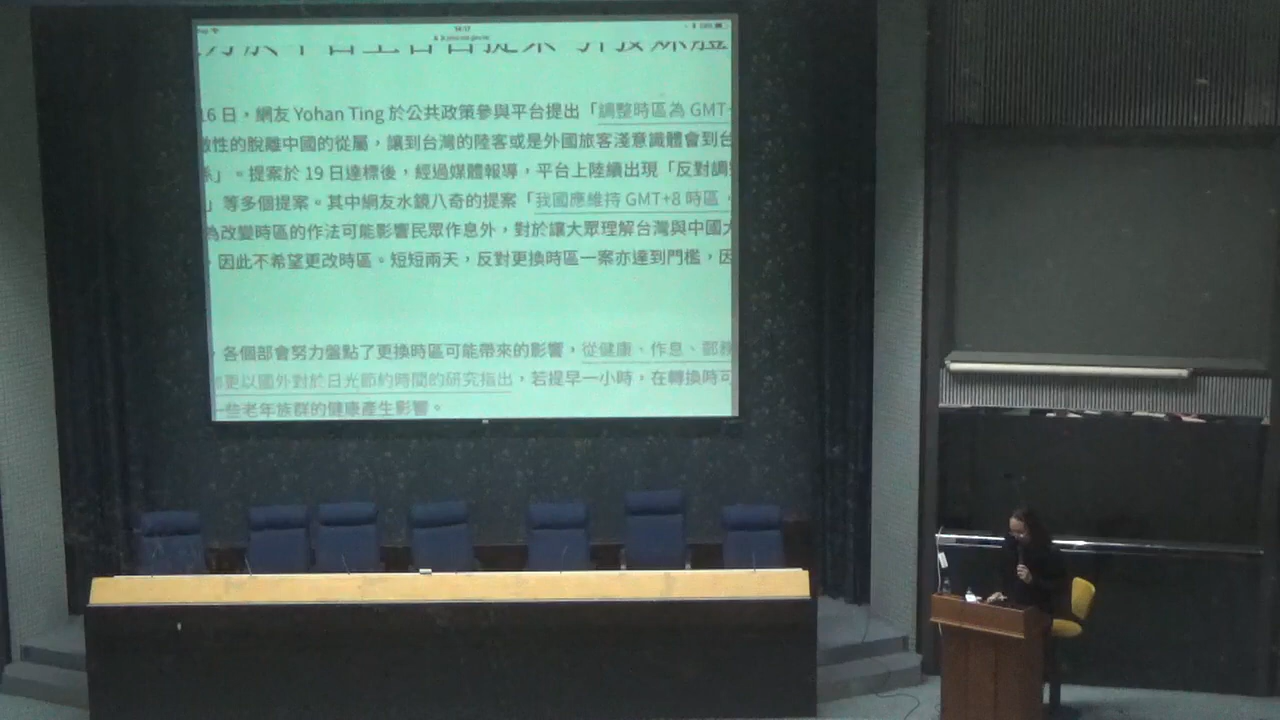 16 日，網友 Yohan Ting 於公共政策參與平台提出「調整時區為 GMT+
性的脫離中國的從屬，讓到台灣的陸客或是外國旅客淺意識體會到台
」。提案於 19 日達標後，經過媒體報導，平台上陸續出現「反對調
」等多個提案。其中網友水鏡八奇的提案「我國應維持 GMT+8 時區，
為改變時區的作法可能影響民眾作息外，對於讓大眾理解台灣與中國
，因此不希望更改時區。短短兩天，反對更換時區一案亦達到門檻，因
，各個部會努力盤點了更換時區可能帶來的影響，從健康、作息、郵務
更以國外對於日光節約時間的研究指出，若提早一小時，在轉換時可
一些老年族群的健康產生影響。